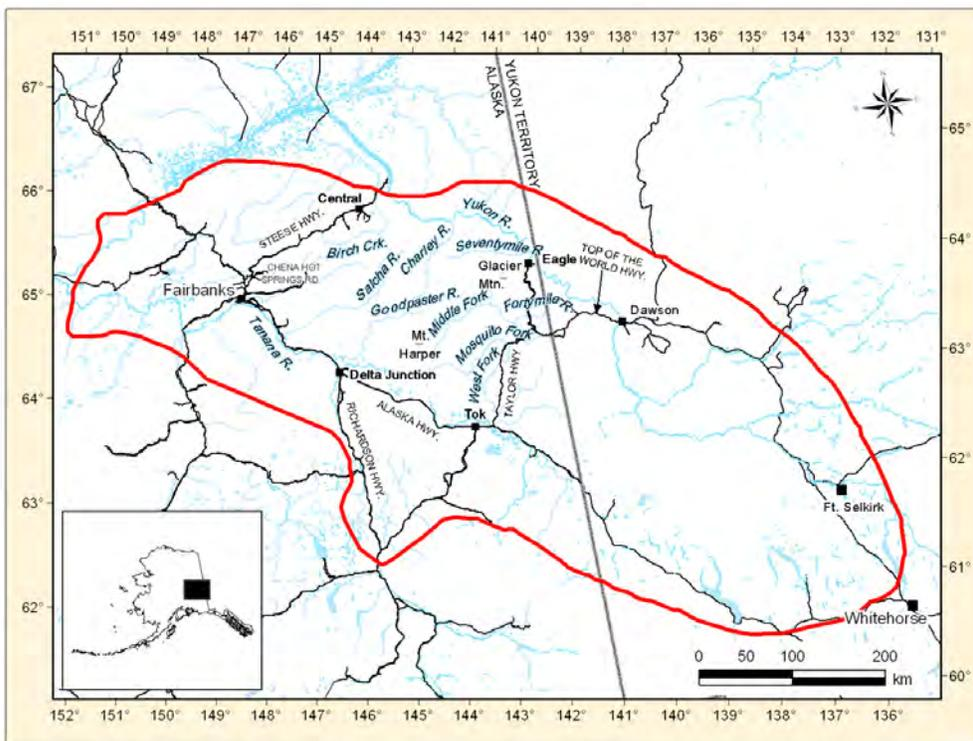 151° 150° 149° 148° 147° 146° 145° 144° 143° 142° 141° 140° 139° 138° 137° 136° 135° 134° 133° 132° 131°
67°
YUKON TERRITORY
ALASKA
65°
66°
Central
STEESE HWY.
Yukon R.
Birch Crk.
Salcha R.
Charley R.
Seventymile R.
TOP OF THE
WORLD HWY.
64°
Glacier
Mtn.
Eagle
CHENA HOT
SPRINGS RD.
65°
Fairbanks
Goodpaster R.
Middle Fork
Fortymile R.
Dawson
Tanana R.
Mt.
Harper
Mosquito Fork
63°
West Fork
TAYLOR HWY
Delta Junction
64°
ALASKA HWY.
Tok
RICHARDSON HWY.
62°
63°
Ft. Selkirk
61°
62°
Whitehorse
0 50 100 200
km
60°
152° 150° 149° 148° 147° 146° 145° 144° 143° 142° 141° 140° 139° 138° 137° 136°